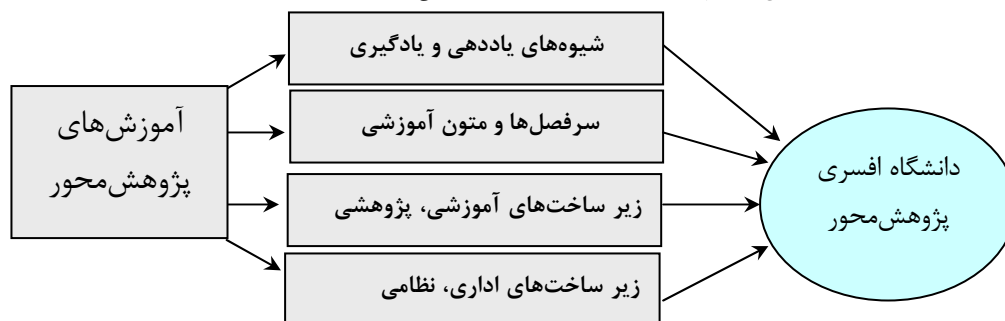 شیوه‌های یاددهی و یادگیری
آموزش‌های
پژوهش‌محور
سرفصل‌ها و متون آموزشی
زیر ساخت‌های آموزشی، پژوهشی
زیر ساخت‌های اداری، نظامی
دانشگاه افسری
پژوهش‌محور